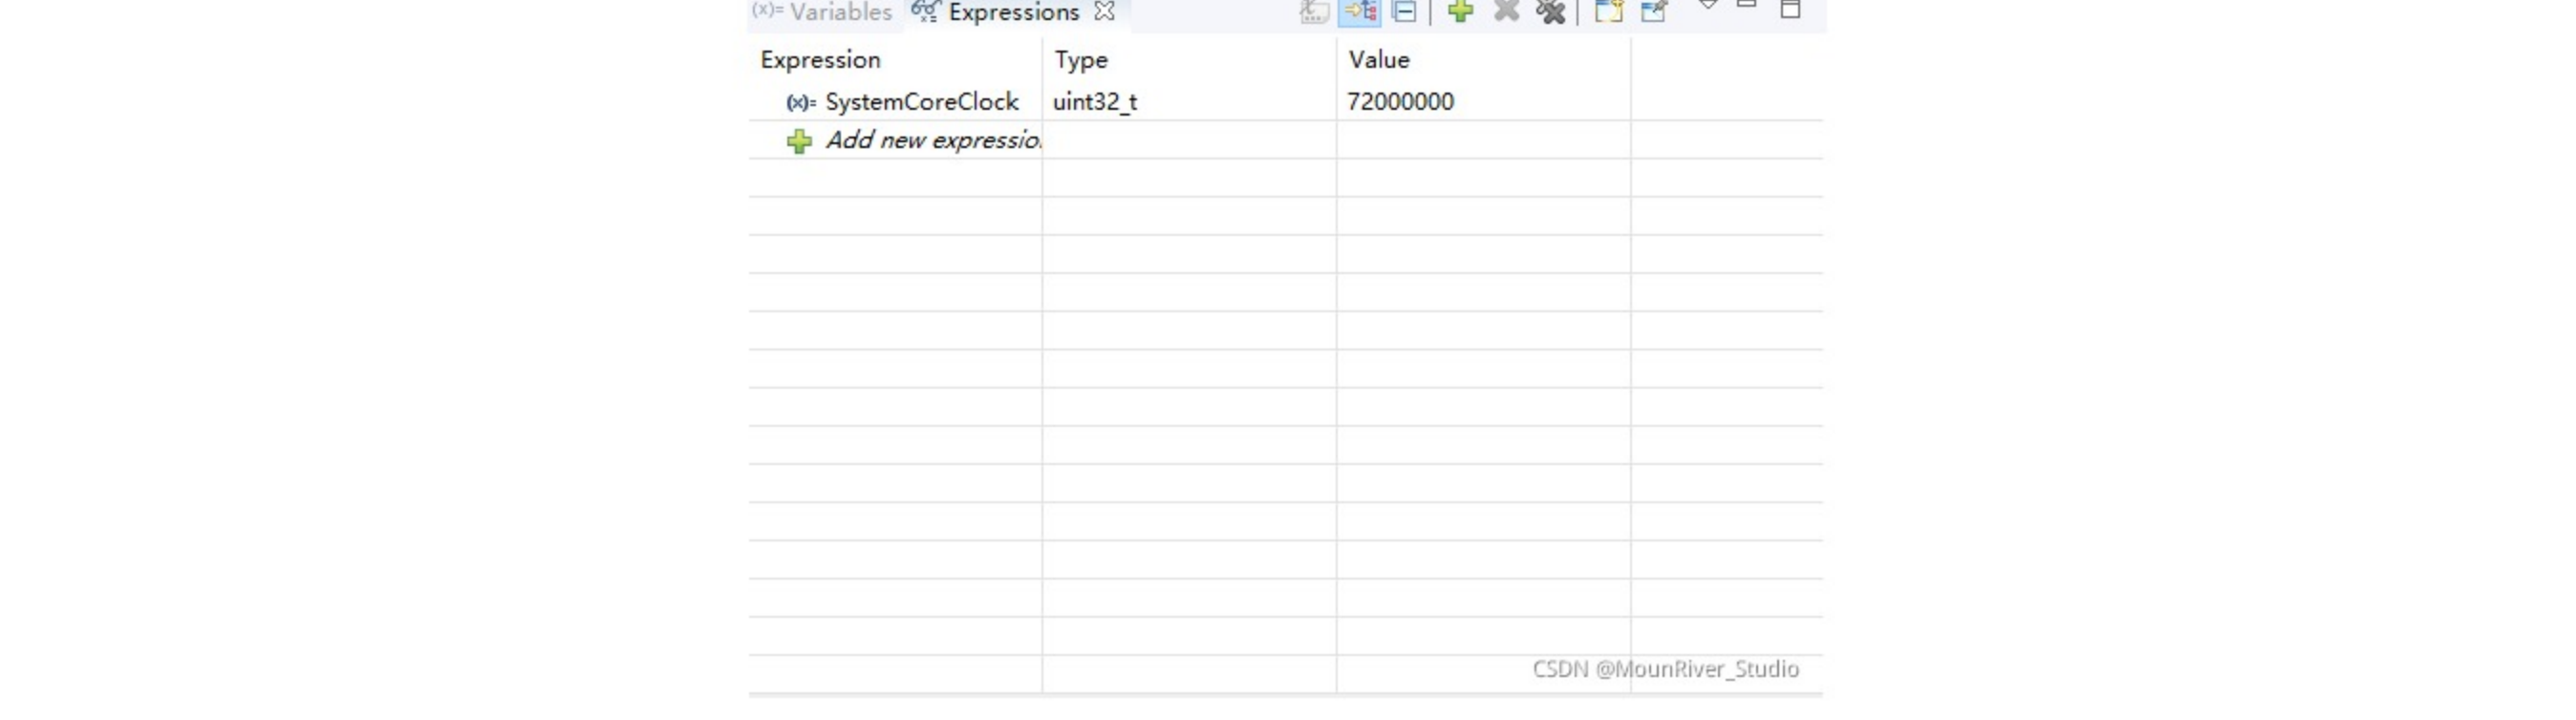 (x)= Variables Expressions
Expression Type Value
(x)= SystemCoreClock uint32_t 72000000
Add new expressio
CSDN @MounRiver_Studio